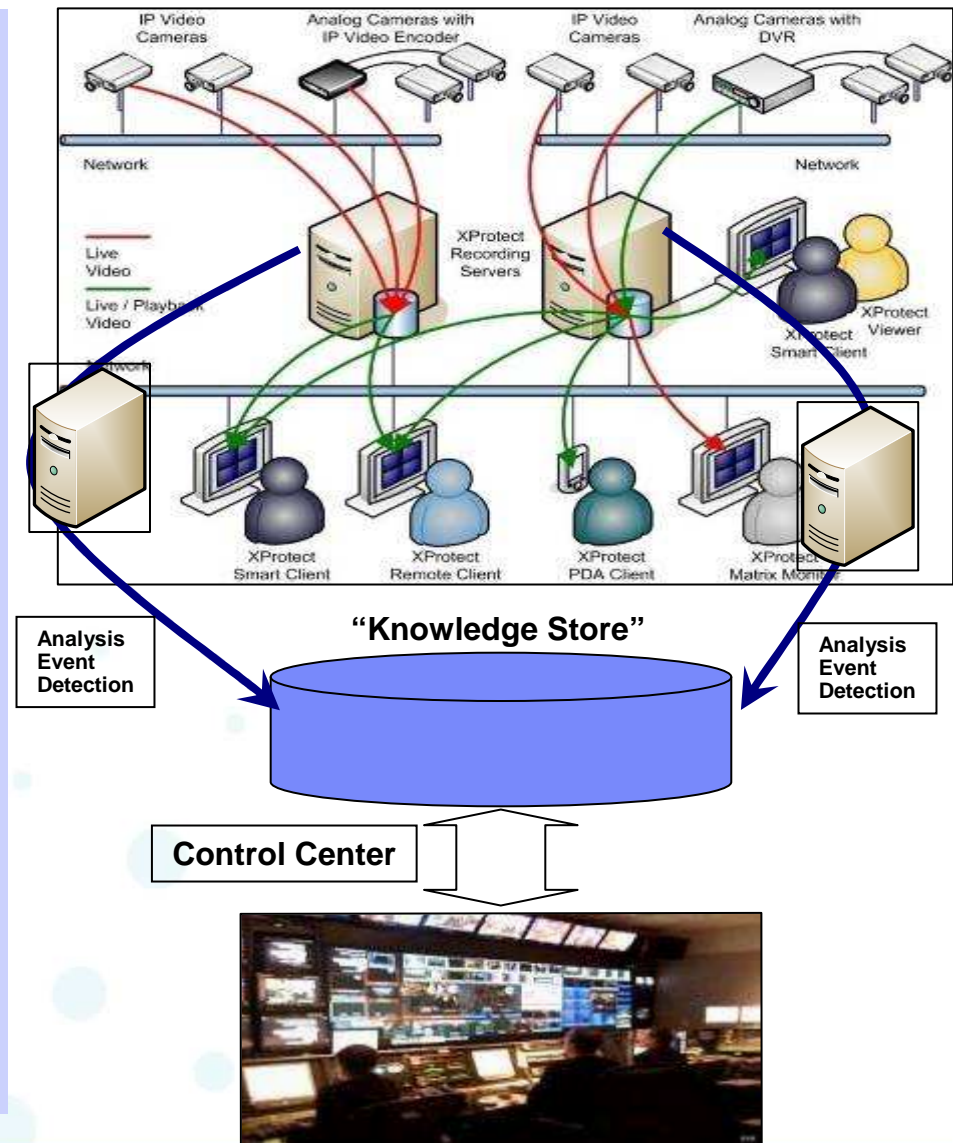 IP Video
Cameras
Analog Cameras with
IP Video Encoder
IP Video
Cameras
Analog Cameras with
DVR
Network
Network
Live
Video
Live / Playback
Video
XProtect
Recording
Servers
XProtect
Viewer
XProtect
Smart Client
Network
XProtect
Smart Client
XProtect
Remote Client
XProtect
PDA Client
XProtect
Matrix Monitor
Analysis
Event
Detection
“Knowledge Store”
Analysis
Event
Detection
Control Center